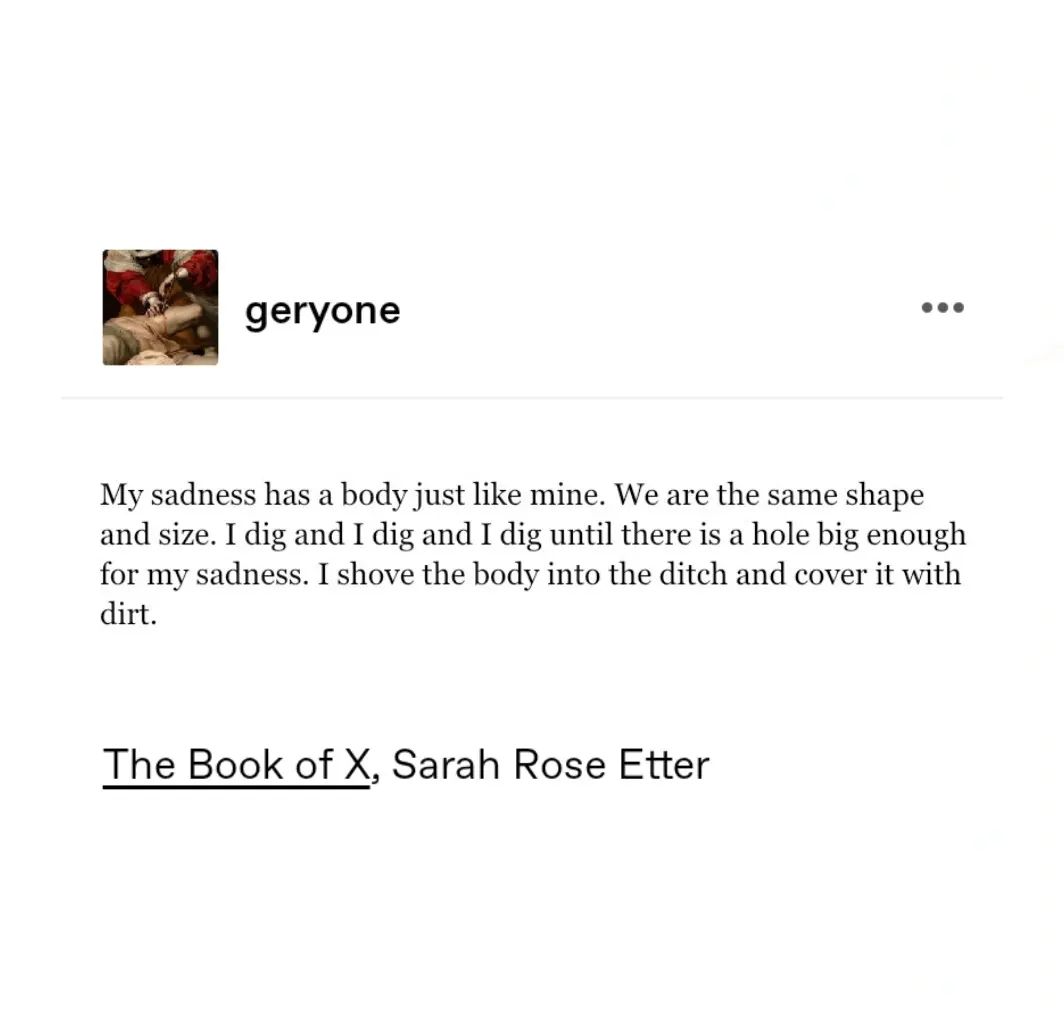 geryone
My sadness has a body just like mine. We are the same shape
and size. I dig and I dig and I dig until there is a hole big enough
for my sadness. I shove the body into the ditch and cover it with
dirt.
The Book of X, Sarah Rose Etter